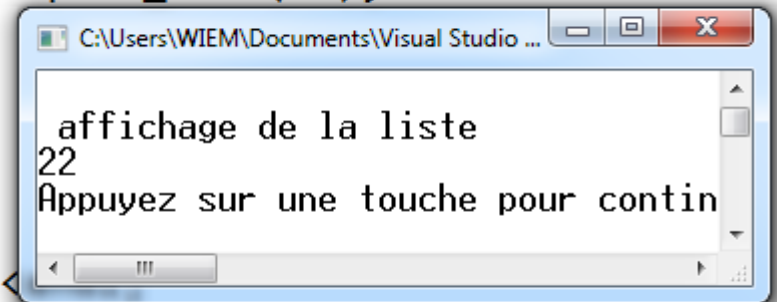 C:\Users\WIEM\Documents\Visual Studio ...
affichage de la liste
22
Appuyez sur une touche pour contin